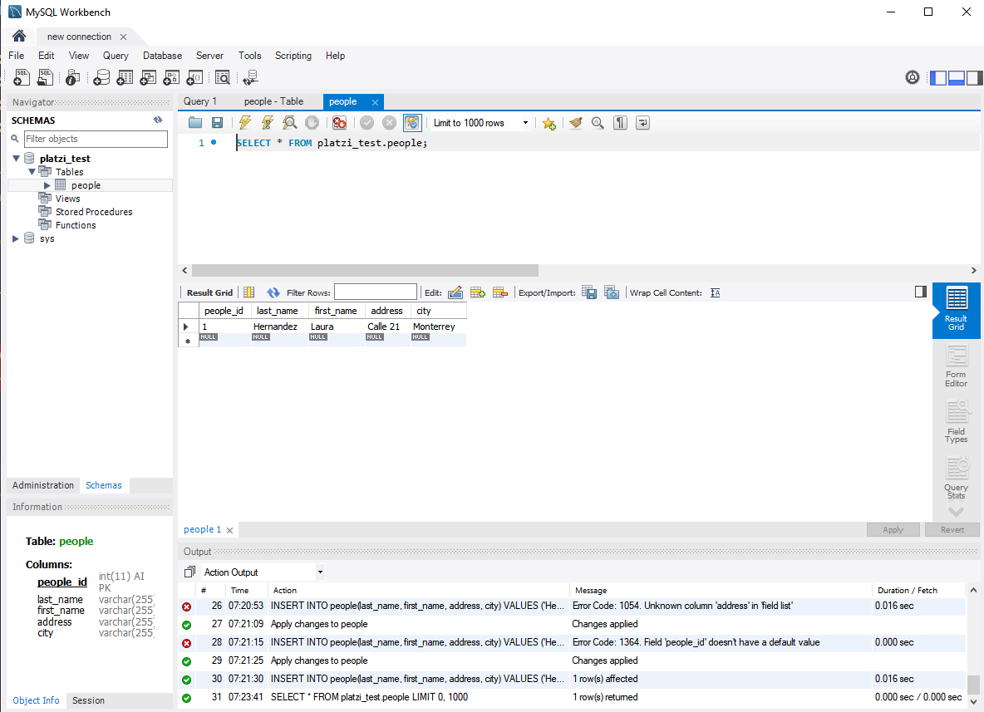 MySQL Workbench
new connection
File Edit View Query Database Server Tools Scripting Help
Navigator
SCHEMAS
Filter objects
platzi_test
Tables
people
Views
Stored Procedures
Functions
sys
Administration Schemas
Information
Table: people
Columns:
people_id int(11) AI PK
last_name varchar(255)
first_name varchar(255)
address varchar(255)
city varchar(255)
Object Info Session
Query 1 people - Table people
Limit to 1000 rows
1 SELECT * FROM platzi_test.people;
Result Grid Filter Rows: Edit: Export/Import: Wrap Cell Content:
people_id last_name first_name address city
1 Hernandez Laura Calle 21 Monterrey
NULL NULL NULL NULL NULL
Result Grid
Form Editor
Field Types
Query Stats
people 1 Apply Revert
Output
Action Output
# Time Action Message Duration / Fetch
26 07:20:53 INSERT INTO people(last_name, first_name, address, city) VALUES ('He... Error Code: 1054. Unknown column 'address' in 'field list' 0.016 sec
27 07:21:09 Apply changes to people Changes applied
28 07:21:15 INSERT INTO people(last_name, first_name, address, city) VALUES ('He... Error Code: 1364. Field 'people_id' doesn't have a default value 0.000 sec
29 07:21:25 Apply changes to people Changes applied
30 07:21:30 INSERT INTO people(last_name, first_name, address, city) VALUES ('He... 1 row(s) affected 0.016 sec
31 07:23:41 SELECT * FROM platzi_test.people LIMIT 0, 1000 1 row(s) returned 0.000 sec / 0.000 sec